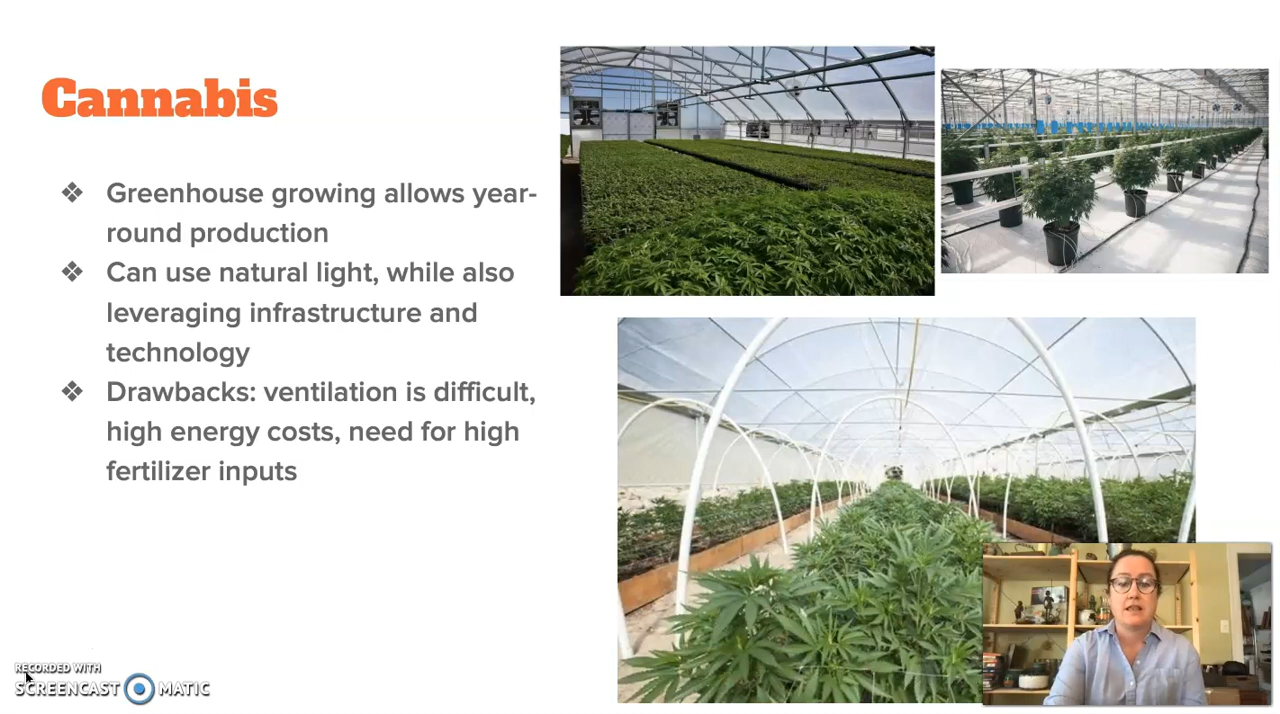 Cannabis
❖ Greenhouse growing allows year-
round production
❖ Can use natural light, while also
leveraging infrastructure and
technology
❖ Drawbacks: ventilation is difficult,
high energy costs, need for high
fertilizer inputs
RECORDED WITH
SCREENCAST MATIC